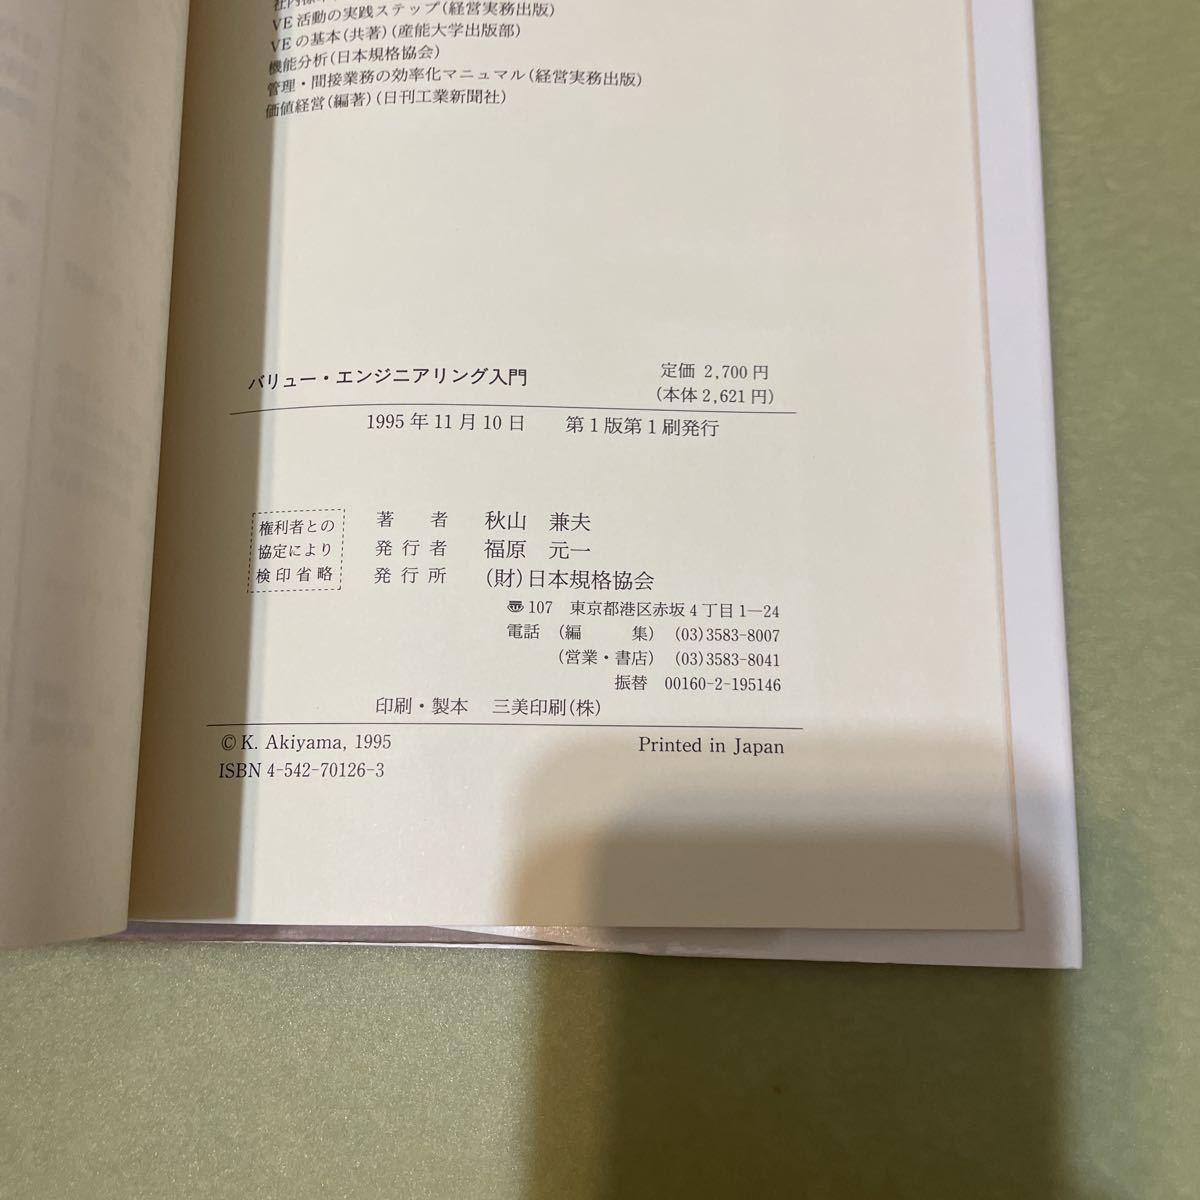 VE活動の実践ステップ(経営実務出版)
VEの基本(共著)(産能大学出版部)
機能分析(日本規格協会)
管理・間接業務の効率化マニュマル(経営実務出版)
価値経営(編著)(日刊工業新聞社)
バリュー・エンジニアリング入門
定価 2,700円
(本体2,621円)
1995年11月10日 第1版第1刷発行
権利者との
協定により
検印省略
著者 秋山 兼夫
発行者 福原 元一
発行所 (財)日本規格協会
〠107 東京都港区赤坂4丁目1—24
電話 (編集) (03)3583-8007
(営業・書店) (03)3583-8041
振替 00160-2-195146
印刷・製本 三美印刷(株)
© K. Akiyama, 1995 Printed in Japan
ISBN 4-542-70126-3